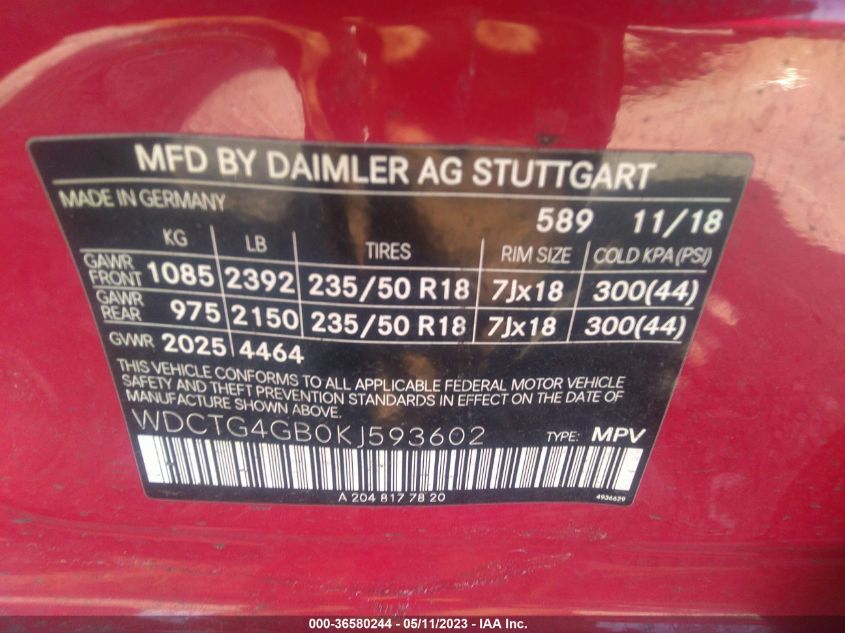 MFD BY DAIMLER AG STUTTGART
MADE IN GERMANY 589 11/18
KG LB TIRES RIM SIZE COLD KPA (PSI)
GAWR FRONT 1085 2392 235/50 R18 7Jx18 300(44)
GAWR REAR 975 2150 235/50 R18 7Jx18 300(44)
GVWR 2025 4464
THIS VEHICLE CONFORMS TO ALL APPLICABLE FEDERAL MOTOR VEHICLE
SAFETY AND THEFT PREVENTION STANDARDS IN EFFECT ON THE DATE OF
MANUFACTURE SHOWN ABOVE.
WDCTG4GB0KJ593602 TYPE: MPV
A 204 817 78 20 4936629
000-36580244 - 05/11/2023 - IAA Inc.